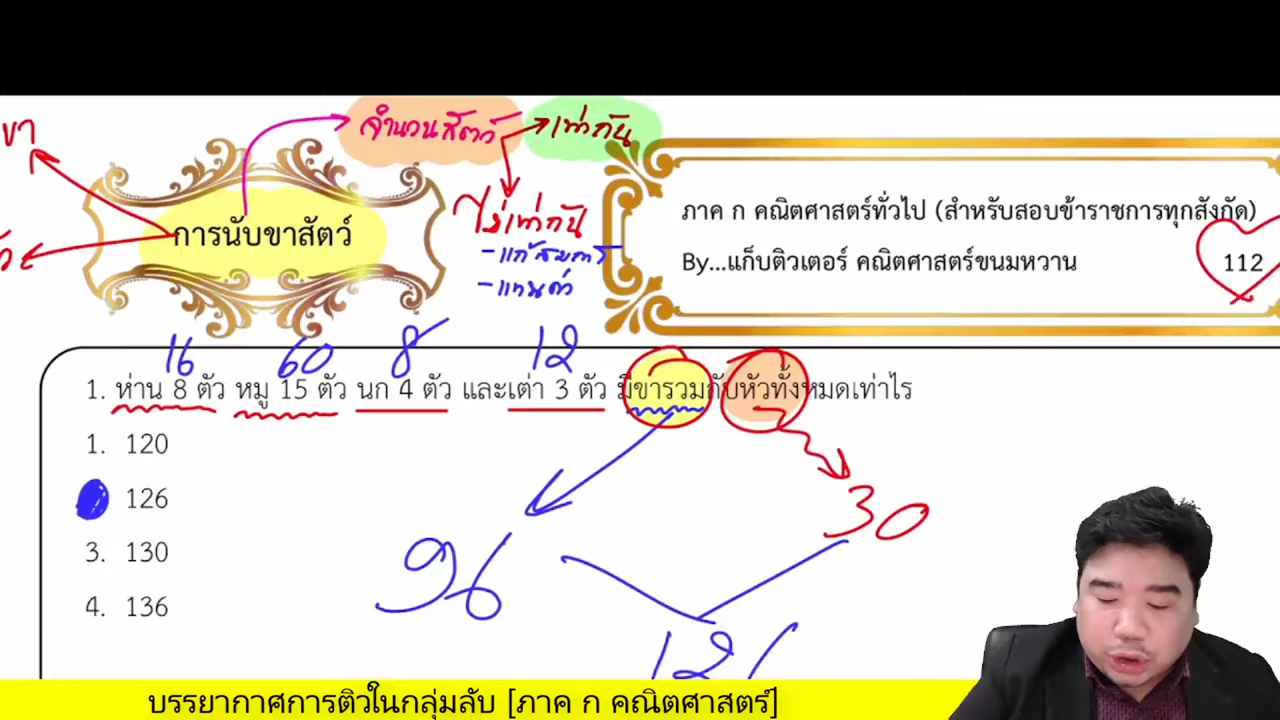 จำนวนสัตว์ เท่ากัน
ขา
การนับขาสัตว์
ไม่เท่ากัน
- แก้สมการ
- แทนค่า
ภาค ก คณิตศาสตร์ทั่วไป (สำหรับสอบข้าราชการทุกสังกัด)
By...แก็บติวเตอร์ คณิตศาสตร์ขนมหวาน 112
16 60 8 12
1. ห่าน 8 ตัว หมู 15 ตัว นก 4 ตัว และเต่า 3 ตัว มีขารวมกับหัวทั้งหมดเท่าไร
1. 120
126
3. 130
4. 136
96 30
บรรยากาศการติวในกลุ่มลับ [ภาค ก คณิตศาสตร์]